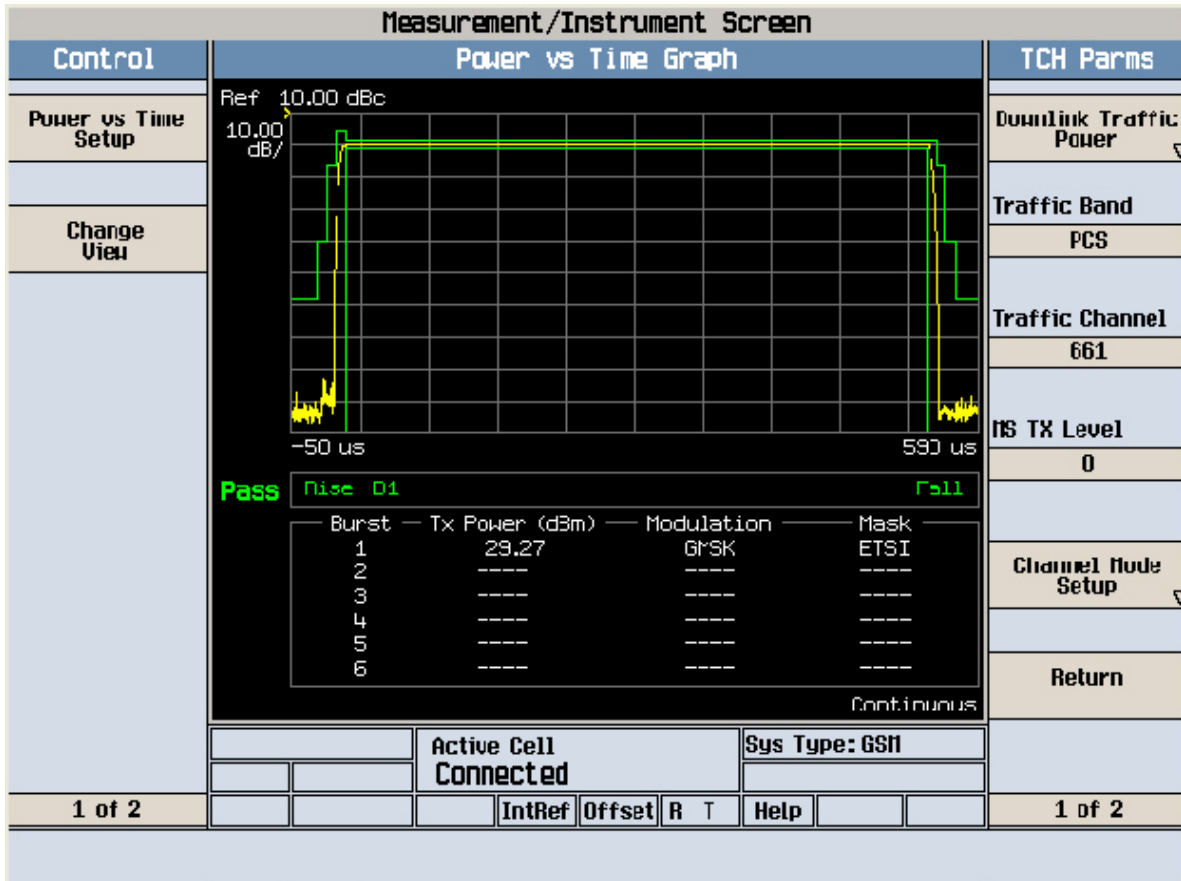 Measurement/Instrument Screen
Control
Power vs Time Graph
TCH Parms
Power vs Time
Setup
Change
View
1 of 2
Ref 10.00 dBc
10.00
dB/
-50 us
590 us
Pass
Rise 01
Fall
Burst Tx Power (dBm) Modulation Mask
1 29.27 GMSK ETSI
2 ---- ---- ----
3 ---- ---- ----
4 ---- ---- ----
5 ---- ---- ----
6 ---- ---- ----
Continuous
Active Cell
Connected
Sys Type: GSM
IntRef Offset R T Help
Downlink Traffic
Power
Traffic Band
PCS
Traffic Channel
661
MS TX Level
0
Channel Mode
Setup
Return
1 of 2